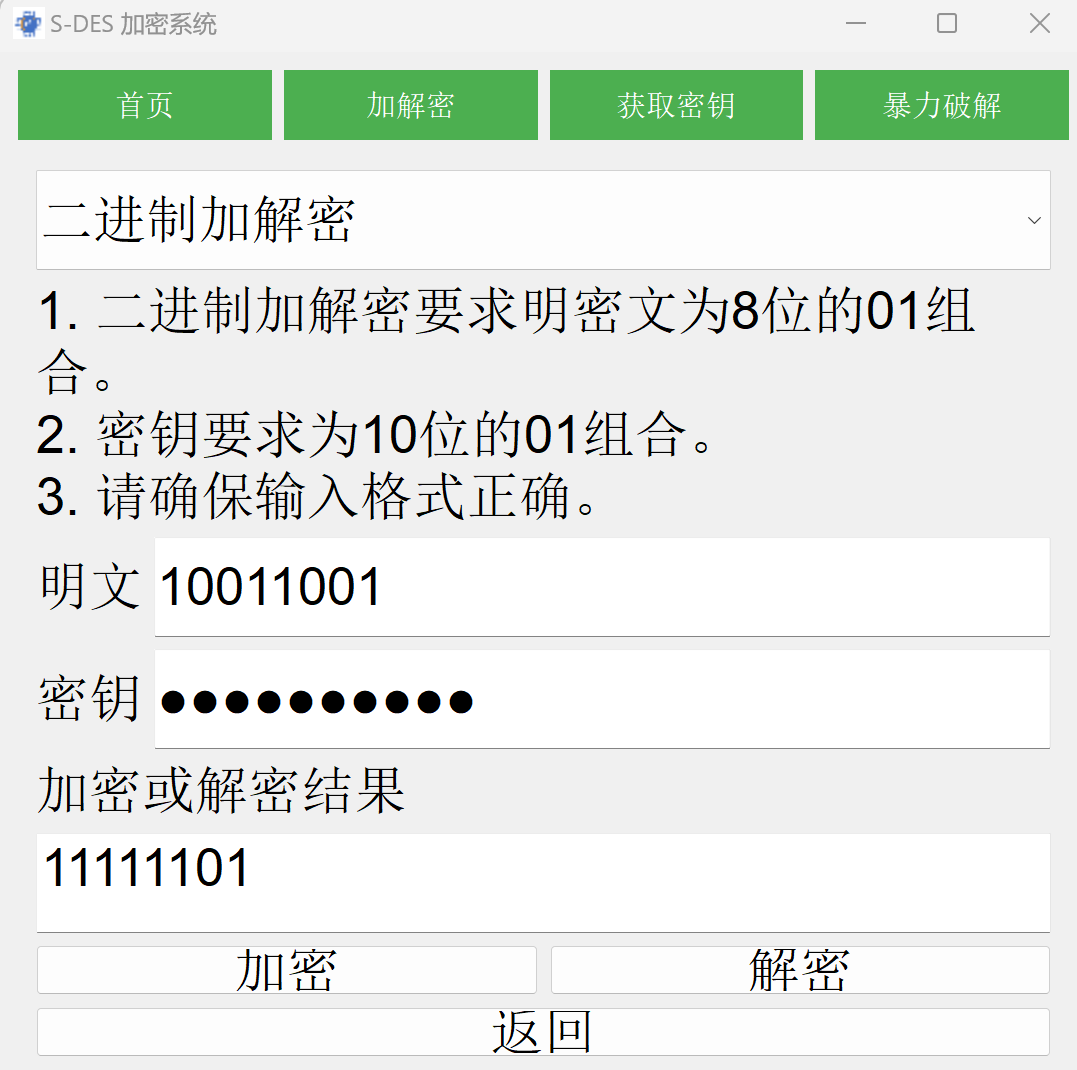 S-DES 加密系统
首页 加解密 获取密钥 暴力破解
二进制加解密
1. 二进制加解密要求明密文为8位的01组
合。
2. 密钥要求为10位的01组合。
3. 请确保输入格式正确。
明文 10011001
密钥 ●●●●●●●●●●
加密或解密结果
11111101
加密 解密
返回